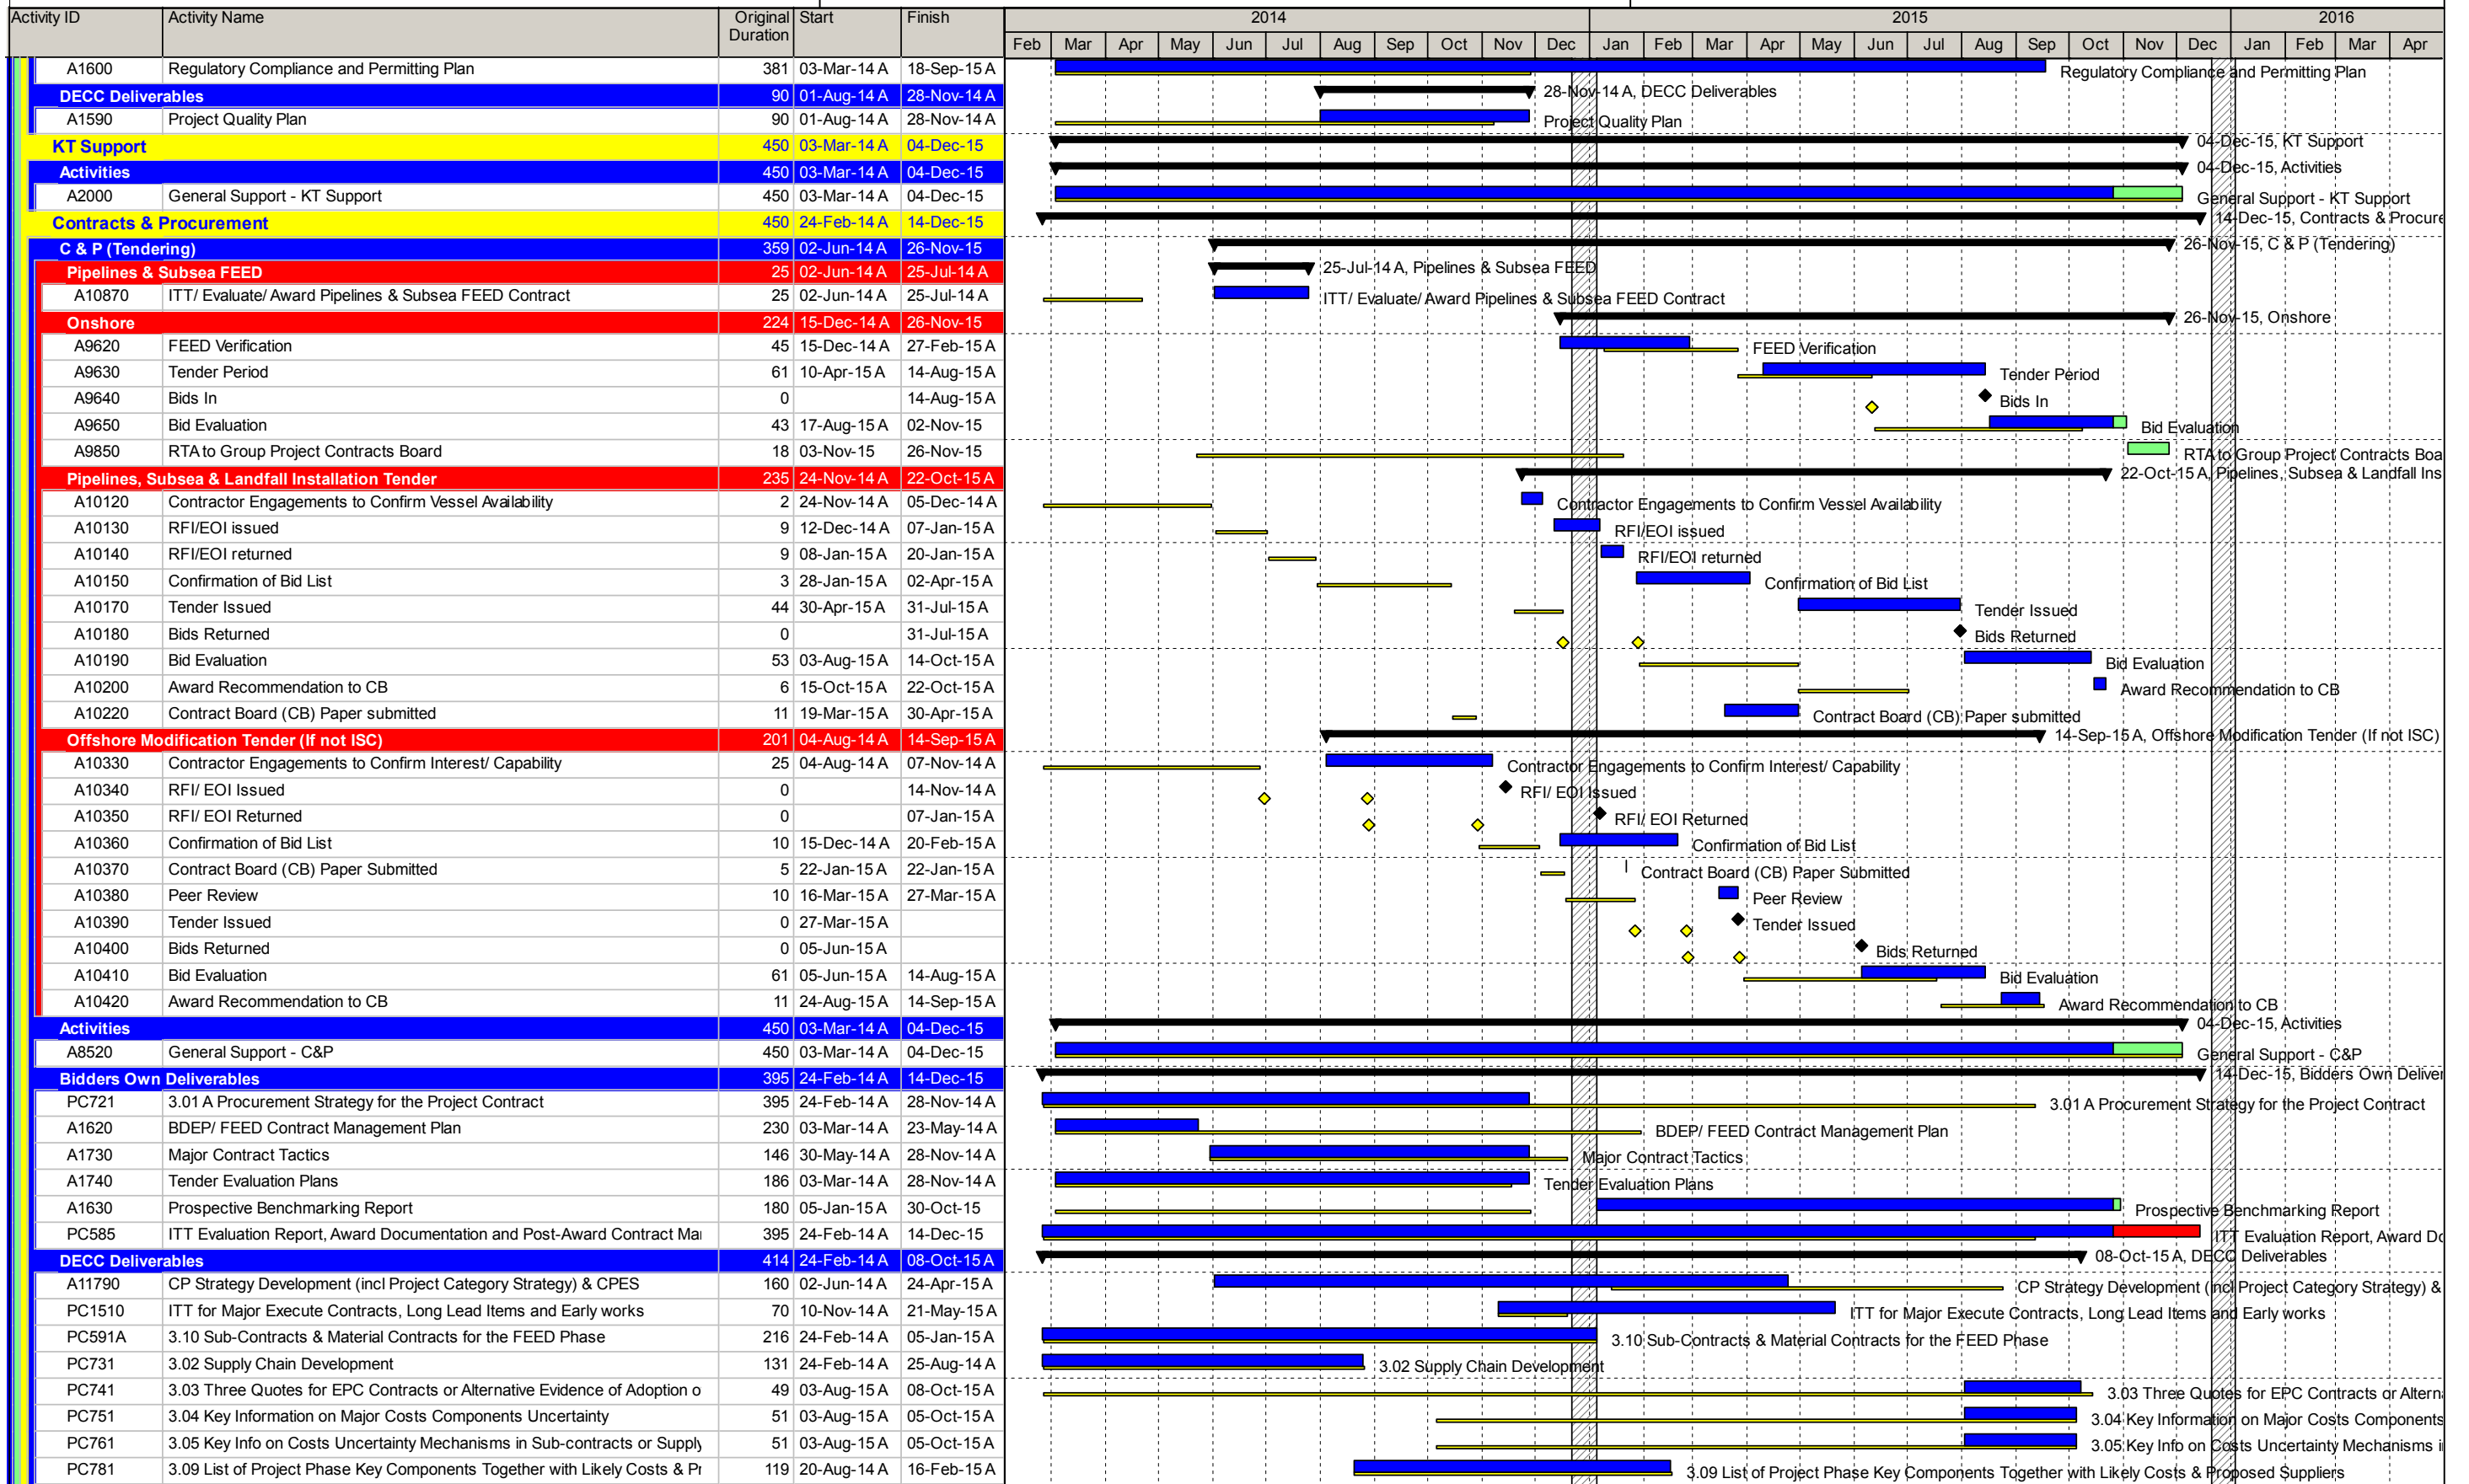 Activity ID Activity Name Original Duration Start Finish 2014 2015 2016
Feb Mar Apr May Jun Jul Aug Sep Oct Nov Dec Jan Feb Mar Apr May Jun Jul Aug Sep Oct Nov Dec Jan Feb Mar Apr
A1600 Regulatory Compliance and Permitting Plan 381 03-Mar-14 A 18-Sep-15 A Regulatory Compliance and Permitting Plan
DECC Deliverables 90 01-Aug-14 A 28-Nov-14 A 28-Nov-14 A, DECC Deliverables
A1590 Project Quality Plan 90 01-Aug-14 A 28-Nov-14 A Project Quality Plan
KT Support 450 03-Mar-14 A 04-Dec-15 04-Dec-15, KT Support
Activities 450 03-Mar-14 A 04-Dec-15 04-Dec-15, Activities
A2000 General Support - KT Support 450 03-Mar-14 A 04-Dec-15 General Support - KT Support
Contracts & Procurement 450 24-Feb-14 A 14-Dec-15 14-Dec-15, Contracts & Procure
C & P (Tendering) 359 02-Jun-14 A 26-Nov-15 26-Nov-15, C & P (Tendering)
Pipelines & Subsea FEED 25 02-Jun-14 A 25-Jul-14 A 25-Jul-14 A, Pipelines & Subsea FEED
A10870 ITT/ Evaluate/ Award Pipelines & Subsea FEED Contract 25 02-Jun-14 A 25-Jul-14 A ITT/ Evaluate/ Award Pipelines & Subsea FEED Contract
Onshore 224 15-Dec-14 A 26-Nov-15 26-Nov-15, Onshore
A9620 FEED Verification 45 15-Dec-14 A 27-Feb-15 A FEED Verification
A9630 Tender Period 61 10-Apr-15 A 14-Aug-15 A Tender Period
A9640 Bids In 0 14-Aug-15 A Bids In
A9650 Bid Evaluation 43 17-Aug-15 A 02-Nov-15 Bid Evaluation
A9850 RTA to Group Project Contracts Board 18 03-Nov-15 26-Nov-15 RTA to Group Project Contracts Boa
Pipelines, Subsea & Landfall Installation Tender 235 24-Nov-14 A 22-Oct-15 A 22-Oct-15 A, Pipelines, Subsea & Landfall Ins
A10120 Contractor Engagements to Confirm Vessel Availability 2 24-Nov-14 A 05-Dec-14 A Contractor Engagements to Confirm Vessel Availability
A10130 RFI/EOI issued 9 12-Dec-14 A 07-Jan-15 A RFI/EOI issued
A10140 RFI/EOI returned 9 08-Jan-15 A 20-Jan-15 A RFI/EOI returned
A10150 Confirmation of Bid List 3 28-Jan-15 A 02-Apr-15 A Confirmation of Bid List
A10170 Tender Issued 44 30-Apr-15 A 31-Jul-15 A Tender Issued
A10180 Bids Returned 0 31-Jul-15 A Bids Returned
A10190 Bid Evaluation 53 03-Aug-15 A 14-Oct-15 A Bid Evaluation
A10200 Award Recommendation to CB 6 15-Oct-15 A 22-Oct-15 A Award Recommendation to CB
A10220 Contract Board (CB) Paper submitted 11 19-Mar-15 A 30-Apr-15 A Contract Board (CB) Paper submitted
Offshore Modification Tender (If not ISC) 201 04-Aug-14 A 14-Sep-15 A 14-Sep-15 A, Offshore Modification Tender (If not ISC)
A10330 Contractor Engagements to Confirm Interest/ Capability 25 04-Aug-14 A 07-Nov-14 A Contractor Engagements to Confirm Interest/ Capability
A10340 RFI/ EOI Issued 0 14-Nov-14 A RFI/ EOI Issued
A10350 RFI/ EOI Returned 0 07-Jan-15 A RFI/ EOI Returned
A10360 Confirmation of Bid List 10 15-Dec-14 A 20-Feb-15 A Confirmation of Bid List
A10370 Contract Board (CB) Paper Submitted 5 22-Jan-15 A 22-Jan-15 A Contract Board (CB) Paper Submitted
A10380 Peer Review 10 16-Mar-15 A 27-Mar-15 A Peer Review
A10390 Tender Issued 0 27-Mar-15 A Tender Issued
A10400 Bids Returned 0 05-Jun-15 A Bids Returned
A10410 Bid Evaluation 61 05-Jun-15 A 14-Aug-15 A Bid Evaluation
A10420 Award Recommendation to CB 11 24-Aug-15 A 14-Sep-15 A Award Recommendation to CB
Activities 450 03-Mar-14 A 04-Dec-15 04-Dec-15, Activities
A8520 General Support - C&P 450 03-Mar-14 A 04-Dec-15 General Support - C&P
Bidders Own Deliverables 395 24-Feb-14 A 14-Dec-15 14-Dec-15, Bidders Own Deliver
PC721 3.01 A Procurement Strategy for the Project Contract 395 24-Feb-14 A 28-Nov-14 A 3.01 A Procurement Strategy for the Project Contract
A1620 BDEP/ FEED Contract Management Plan 230 03-Mar-14 A 23-May-14 A BDEP/ FEED Contract Management Plan
A1730 Major Contract Tactics 146 30-May-14 A 28-Nov-14 A Major Contract Tactics
A1740 Tender Evaluation Plans 186 03-Mar-14 A 28-Nov-14 A Tender Evaluation Plans
A1630 Prospective Benchmarking Report 180 05-Jan-15 A 30-Oct-15 Prospective Benchmarking Report
PC585 ITT Evaluation Report, Award Documentation and Post-Award Contract Ma 395 24-Feb-14 A 14-Dec-15 ITT Evaluation Report, Award Do
DECC Deliverables 414 24-Feb-14 A 08-Oct-15 A 08-Oct-15 A, DECC Deliverables
A11790 CP Strategy Development (incl Project Category Strategy) & CPES 160 02-Jun-14 A 24-Apr-15 A CP Strategy Development (incl Project Category Strategy) &
PC1510 ITT for Major Execute Contracts, Long Lead Items and Early works 70 10-Nov-14 A 21-May-15 A ITT for Major Execute Contracts, Long Lead Items and Early works
PC591A 3.10 Sub-Contracts & Material Contracts for the FEED Phase 216 24-Feb-14 A 05-Jan-15 A 3.10 Sub-Contracts & Material Contracts for the FEED Phase
PC731 3.02 Supply Chain Development 131 24-Feb-14 A 25-Aug-14 A 3.02 Supply Chain Development
PC741 3.03 Three Quotes for EPC Contracts or Alternative Evidence of Adoption o 49 03-Aug-15 A 08-Oct-15 A 3.03 Three Quotes for EPC Contracts or Altern
PC751 3.04 Key Information on Major Costs Components Uncertainty 51 03-Aug-15 A 05-Oct-15 A 3.04 Key Information on Major Costs Components
PC761 3.05 Key Info on Costs Uncertainty Mechanisms in Sub-contracts or Supply 51 03-Aug-15 A 05-Oct-15 A 3.05 Key Info on Costs Uncertainty Mechanisms i
PC781 3.09 List of Project Phase Key Components Together with Likely Costs & Pr 119 20-Aug-14 A 16-Feb-15 A 3.09 List of Project Phase Key Components Together with Likely Costs & Proposed Suppliers